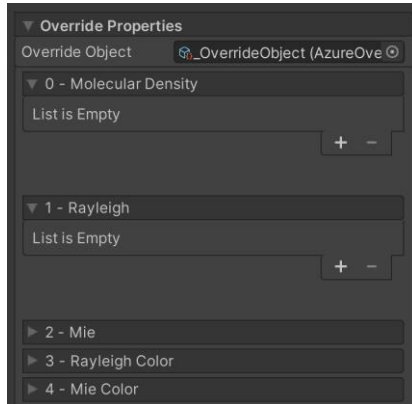 Override Properties
Override Object _OverrideObject (AzureOve
0 - Molecular Density
List is Empty
+ −
1 - Rayleigh
List is Empty
+ −
2 - Mie
3 - Rayleigh Color
4 - Mie Color